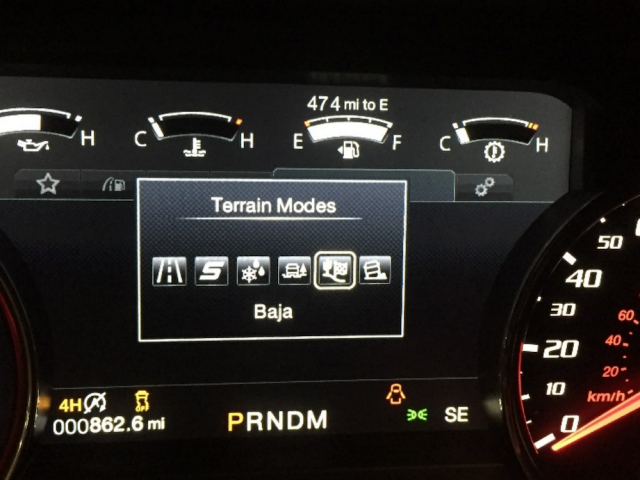 474 mi to E
H
C H
E F
C H
Terrain Modes
S
Baja
50
40
30
20
10
0
60
40
20
km/h
4H
000862.6 mi
PRNDM
SE